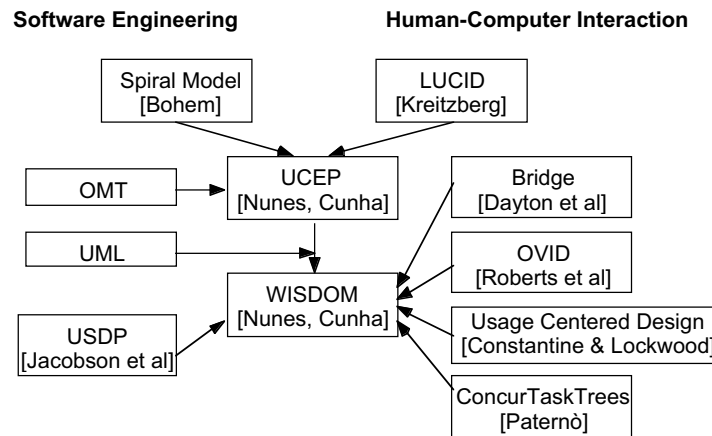 Software Engineering
Human-Computer Interaction
Spiral Model
[Bohem]
LUCID
[Kreitzberg]
UCEP
[Nunes, Cunha]
OMT
Bridge
[Dayton et al]
UML
OVID
[Roberts et al]
WISDOM
[Nunes, Cunha]
USDP
[Jacobson et al]
Usage Centered Design
[Constantine & Lockwood]
ConcurTaskTrees
[Paternò]